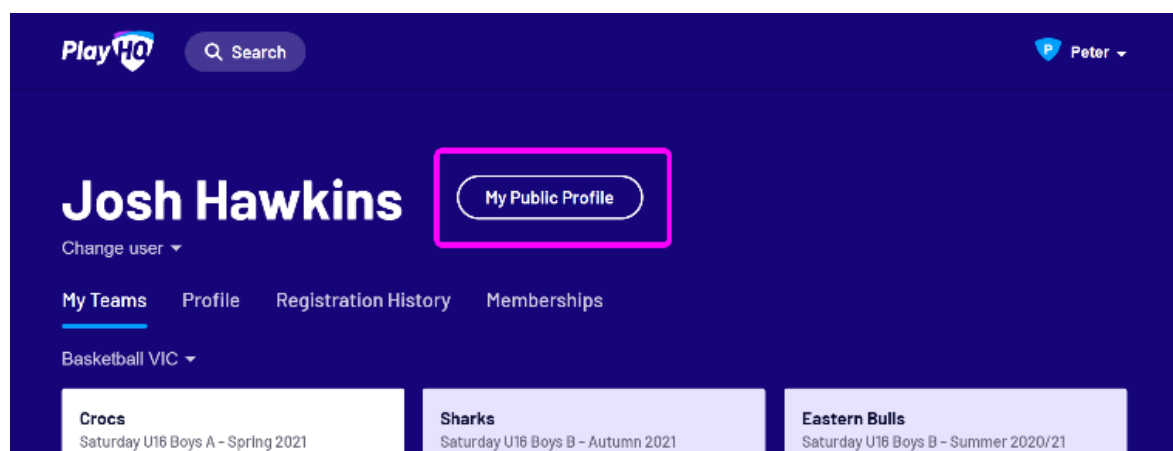 PlayHQ Search P Peter
Josh Hawkins My Public Profile
Change user
My Teams Profile Registration History Memberships
Basketball VIC
Crocs Sharks Eastern Bulls
Saturday U16 Boys A - Spring 2021 Saturday U16 Boys B - Autumn 2021 Saturday U16 Boys B - Summer 2020/21